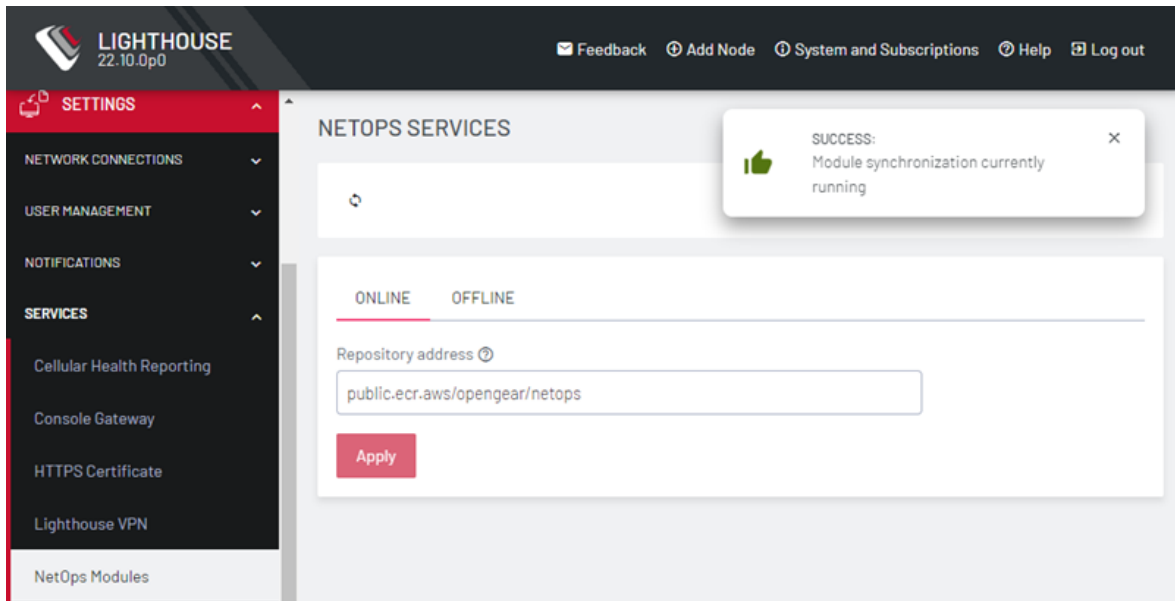 LIGHTHOUSE
22.10.0p0
Feedback
Add Node
System and Subscriptions
Help
Log out
SETTINGS
NETWORK CONNECTIONS
USER MANAGEMENT
NOTIFICATIONS
SERVICES
Cellular Health Reporting
Console Gateway
HTTPS Certificate
Lighthouse VPN
NetOps Modules
NETOPS SERVICES
SUCCESS:
Module synchronization currently
running
ONLINE
OFFLINE
Repository address
public.ecr.aws/opengear/netops
Apply